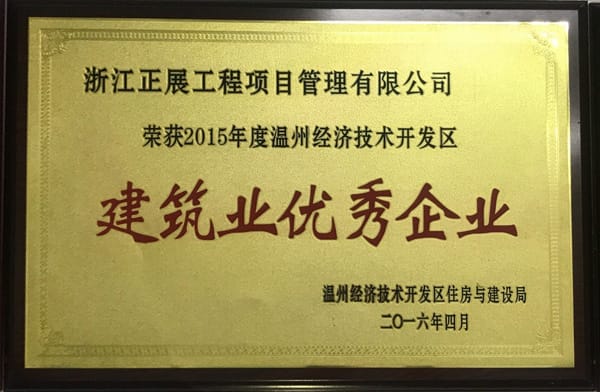 浙江正展工程项目管理有限公司
荣获2015年度温州经济技术开发区
建筑业优秀企业
温州经济技术开发区住房与建设局
二〇一六年四月